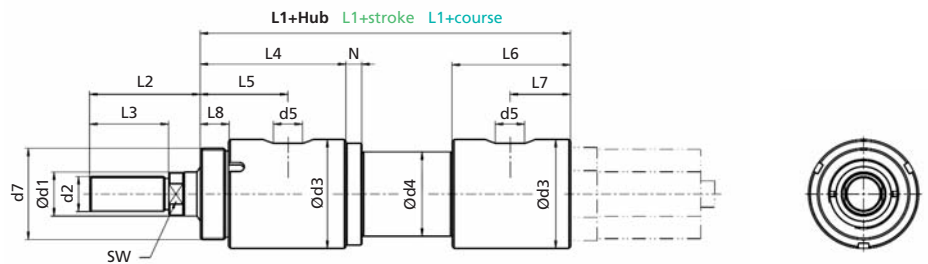 L1+Hub L1+stroke L1+course
L4 N L6
L2 L5 L7
L3 L8 d5 d5
d7 Ød1 d2 Ød3 Ød4 Ød3
SW